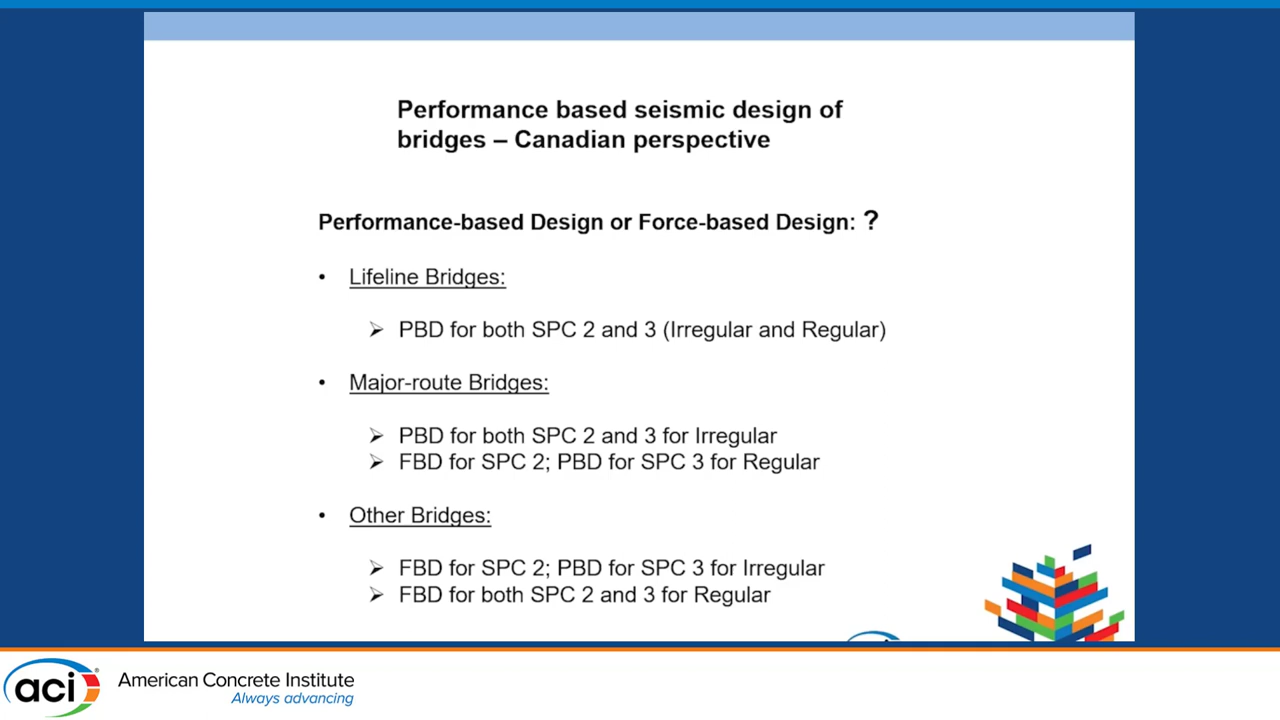 Performance based seismic design of
bridges – Canadian perspective
Performance-based Design or Force-based Design: ?
• Lifeline Bridges:
➢ PBD for both SPC 2 and 3 (Irregular and Regular)
• Major-route Bridges:
➢ PBD for both SPC 2 and 3 for Irregular
➢ FBD for SPC 2; PBD for SPC 3 for Regular
• Other Bridges:
➢ FBD for SPC 2; PBD for SPC 3 for Irregular
➢ FBD for both SPC 2 and 3 for Regular
aci®
American Concrete Institute
Always advancing